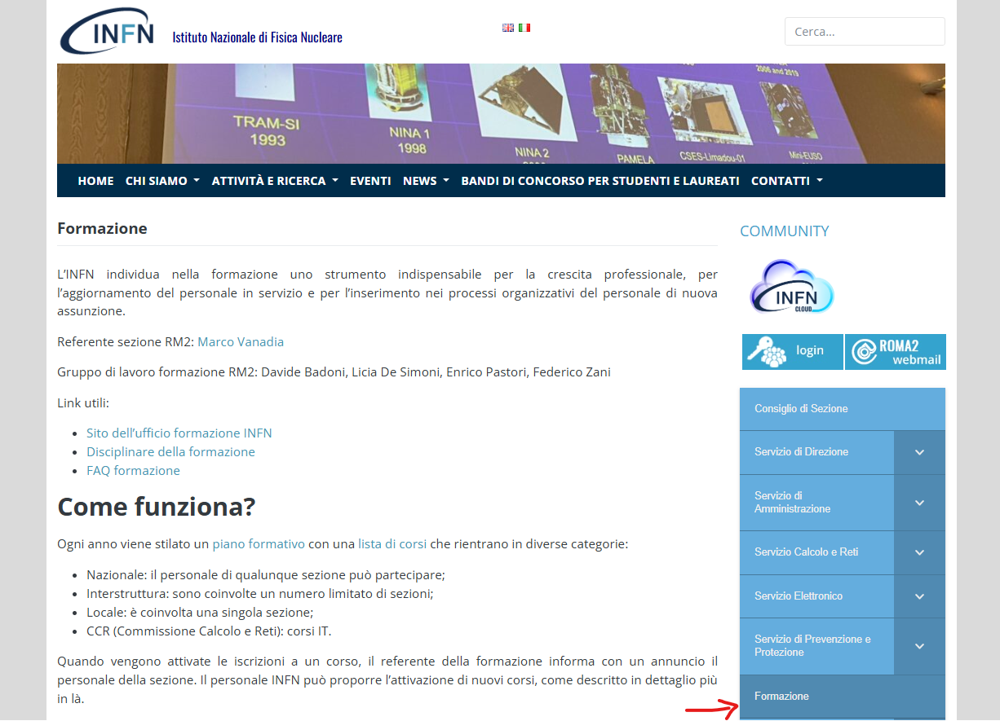 INFN
Istituto Nazionale di Fisica Nucleare
Cerca...
2006 and 2019
TRAM-SI
1993
NINA 1
1998
NINA 2
PAMELA
CSES-Limadou-01
Mini-EUSO
HOME CHI SIAMO ATTIVITÀ E RICERCA EVENTI NEWS BANDI DI CONCORSO PER STUDENTI E LAUREATI CONTATTI
Formazione
L’INFN individua nella formazione uno strumento indispensabile per la crescita professionale, per
l’aggiornamento del personale in servizio e per l’inserimento nei processi organizzativi del personale di nuova
assunzione.
Referente sezione RM2: Marco Vanadia
Gruppo di lavoro formazione RM2: Davide Badoni, Licia De Simoni, Enrico Pastori, Federico Zani
Link utili:
Sito dell’ufficio formazione INFN
Disciplinare della formazione
FAQ formazione
Come funziona?
Ogni anno viene stilato un piano formativo con una lista di corsi che rientrano in diverse categorie:
Nazionale: il personale di qualunque sezione può partecipare;
Interstruttura: sono coinvolte un numero limitato di sezioni;
Locale: è coinvolta una singola sezione;
CCR (Commissione Calcolo e Reti): corsi IT.
Quando vengono attivate le iscrizioni a un corso, il referente della formazione informa con un annuncio il
personale della sezione. Il personale INFN può proporre l’attivazione di nuovi corsi, come descritto in dettaglio più
in là.
COMMUNITY
INFN
CLOUD
login
ROMA2
webmail
Consiglio di Sezione
Servizio di Direzione
Servizio di
Amministrazione
Servizio Calcolo e Reti
Servizio Elettronico
Servizio di Prevenzione e
Protezione
Formazione